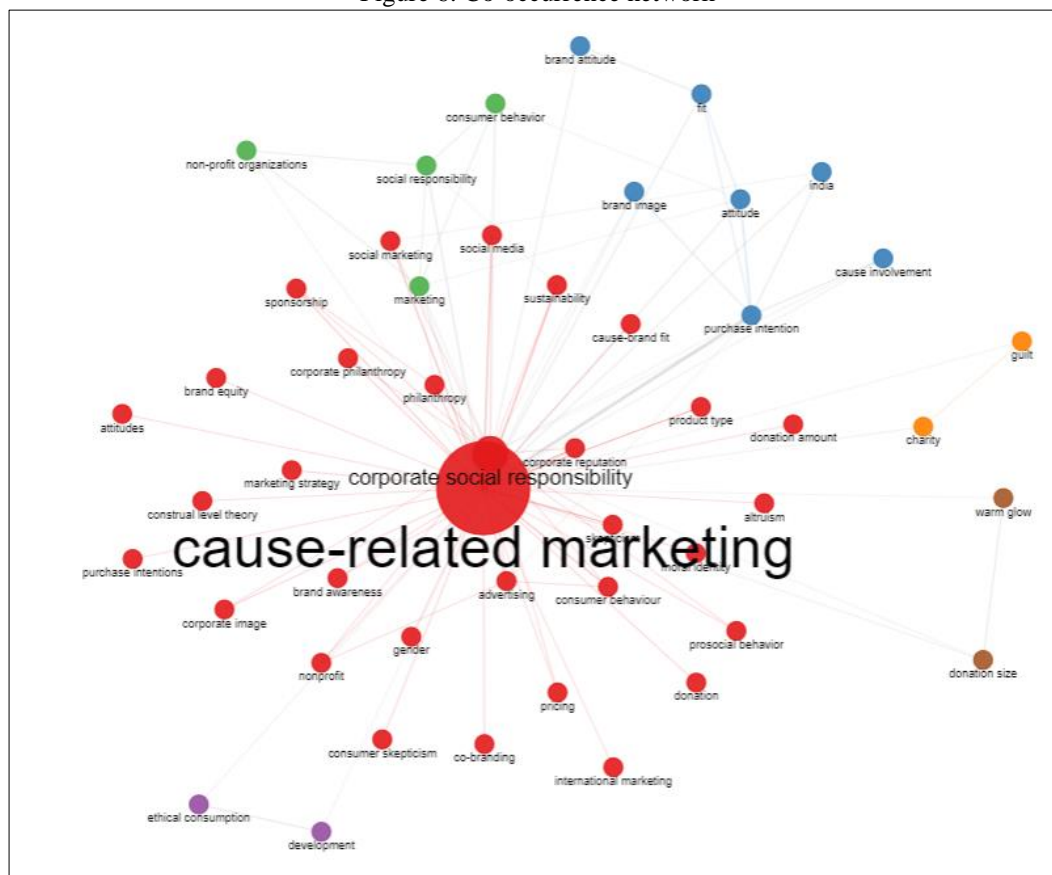 Figure 6: Co-occurrence network
brand attitude
fit
consumer behavior
non-profit organizations
social responsibility
india
brand image
attitude
social marketing
social media
cause involvement
sponsorship
marketing
sustainability
purchase intention
cause-brand fit
guilt
corporate philanthropy
brand equity
philanthropy
attitudes
product type
donation amount
charity
corporate reputation
marketing strategy
corporate social responsibility
construal level theory
altruism
warm glow
skepticism
cause-related marketing
purchase intentions
moral identity
brand awareness
advertising
consumer behaviour
corporate image
gender
prosocial behavior
nonprofit
donation size
donation
pricing
consumer skepticism
co-branding
international marketing
ethical consumption
development